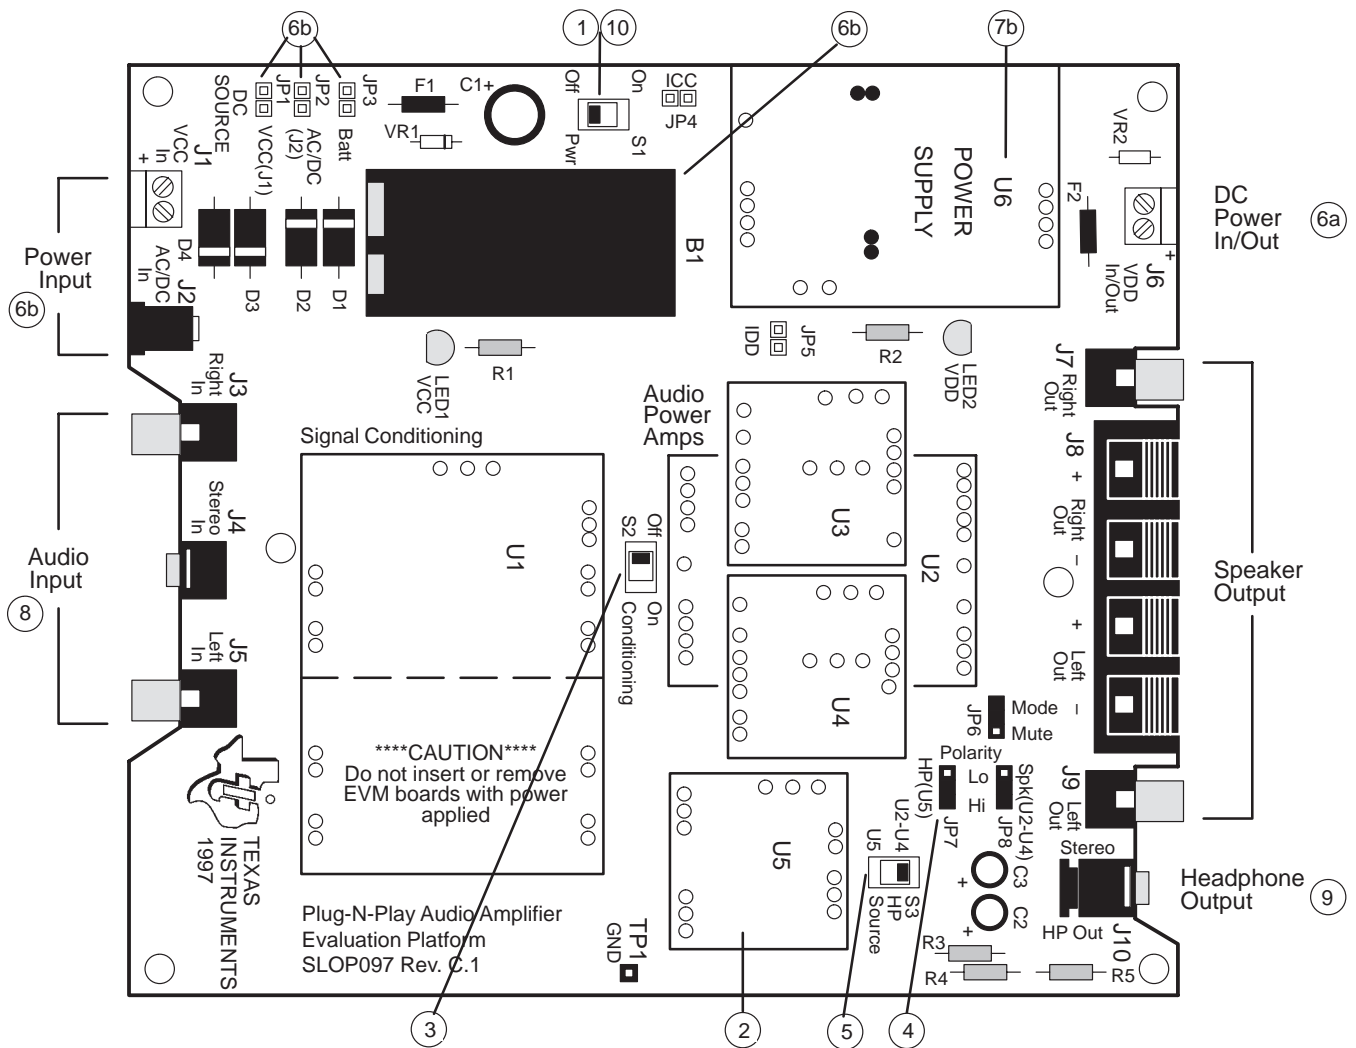 6b
1
10
6b
7b
DC
SOURCE
JP1
VCC(J1)
JP2
AC/DC
(J2)
JP3
Batt
F1
VR1
C1+
Off
On
Pwr
S1
ICC
JP4
U6
POWER
SUPPLY
VR2
F2
+
J6
VDD
In/Out
DC
Power
In/Out
6a
J1
VCC
In
+
Power
Input
6b
D4
J2
AC/DC
In
D3
D2
D1
B1
LED1
VCC
R1
IDD
JP5
R2
LED2
VDD
J3
Right
In
Signal Conditioning
Audio
Power
Amps
J7
Right
Out
J8
+
Right
Out
–
+
Left
Out
–
Speaker
Output
Audio
Input
8
J4
Stereo
In
J5
Left
In
U1
S2
Off
On
Conditioning
U3
U2
U4
JP6
Mode
Mute
Polarity
Lo
Hi
HP(U5)
JP7
Spk(U2-U4)
JP8
J9
Left
Out
****CAUTION****
Do not insert or remove
EVM boards with power
applied
TEXAS
INSTRUMENTS
1997
Plug-N-Play Audio Amplifier
Evaluation Platform
SLOP097 Rev. C.1
TP1
GND
U5
U5
U2-U4
S3
HP
Source
+
C3
C2
+
R3
R4
R5
Stereo
HP Out
J10
Headphone
Output
9
3
2
5
4